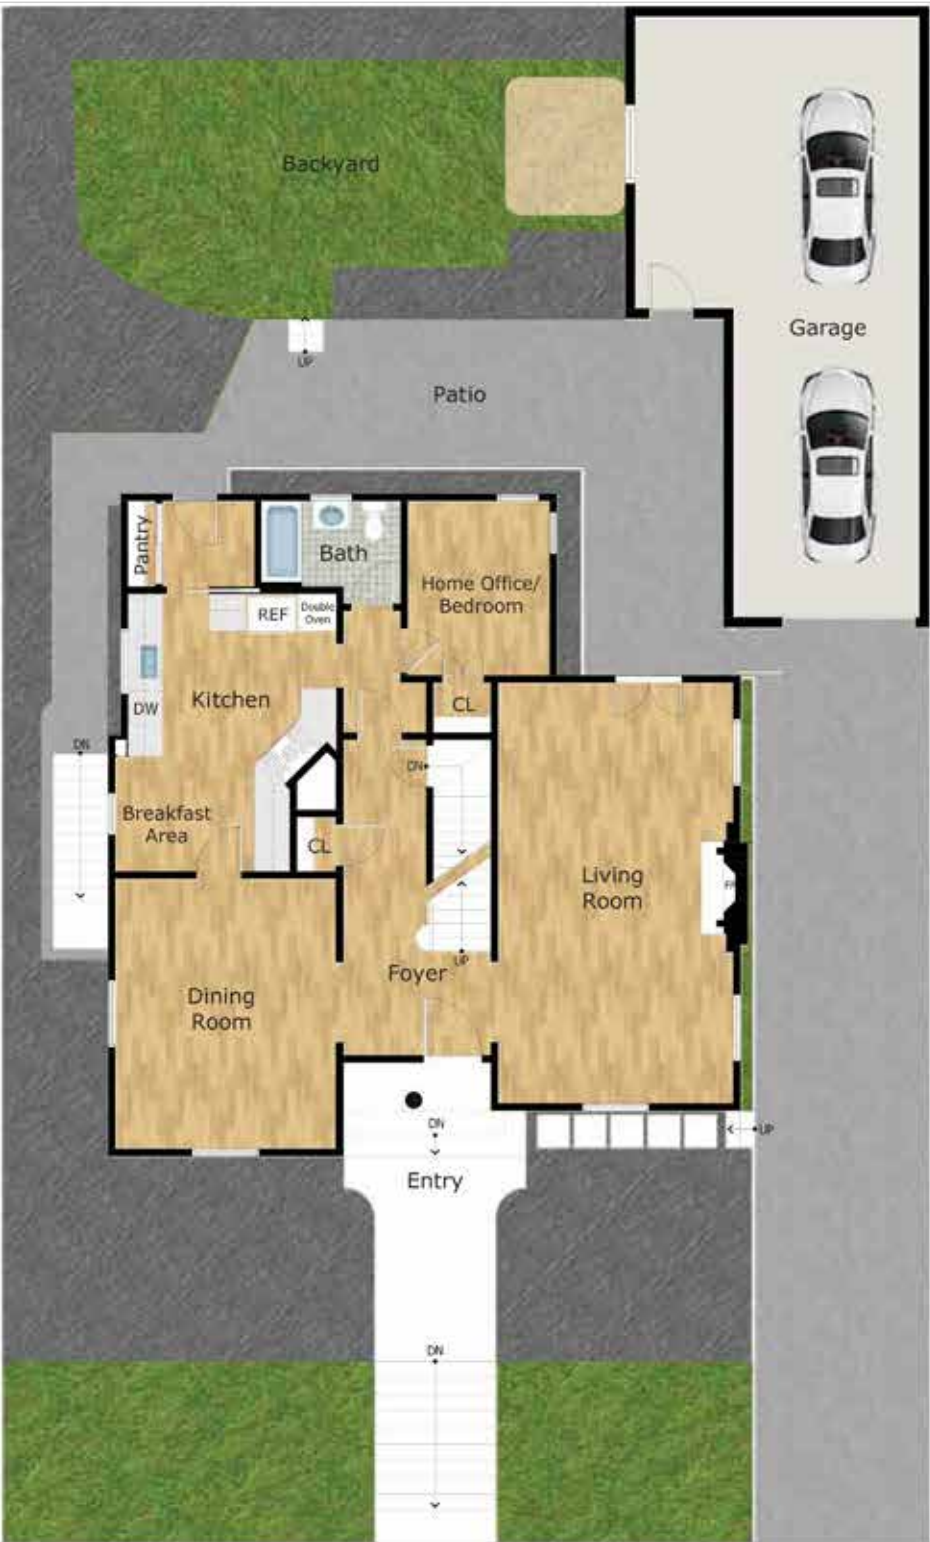 Backyard
Garage
UP
Patio
Pantry
Bath
Home Office/
Bedroom
REF
Double
Oven
Kitchen
CL
DW
DN
DN
Breakfast
Area
CL
Living
Room
FP
UP
Foyer
Dining
Room
DN
UP
Entry
DN